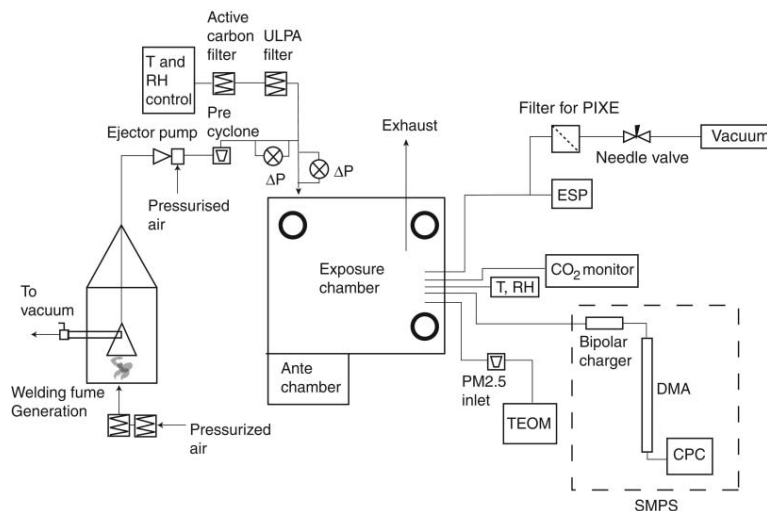 Active
carbon
filter
ULPA
filter
T and
RH
control
Pre
cyclone
Ejector pump
ΔP
ΔP
Pressurised
air
Exhaust
Filter for PIXE
Needle valve
Vacuum
ESP
Exposure
chamber
CO2 monitor
T, RH
To
vacuum
Bipolar
charger
Ante
chamber
PM2.5
inlet
DMA
Welding fume
Generation
Pressurized
air
TEOM
CPC
SMPS